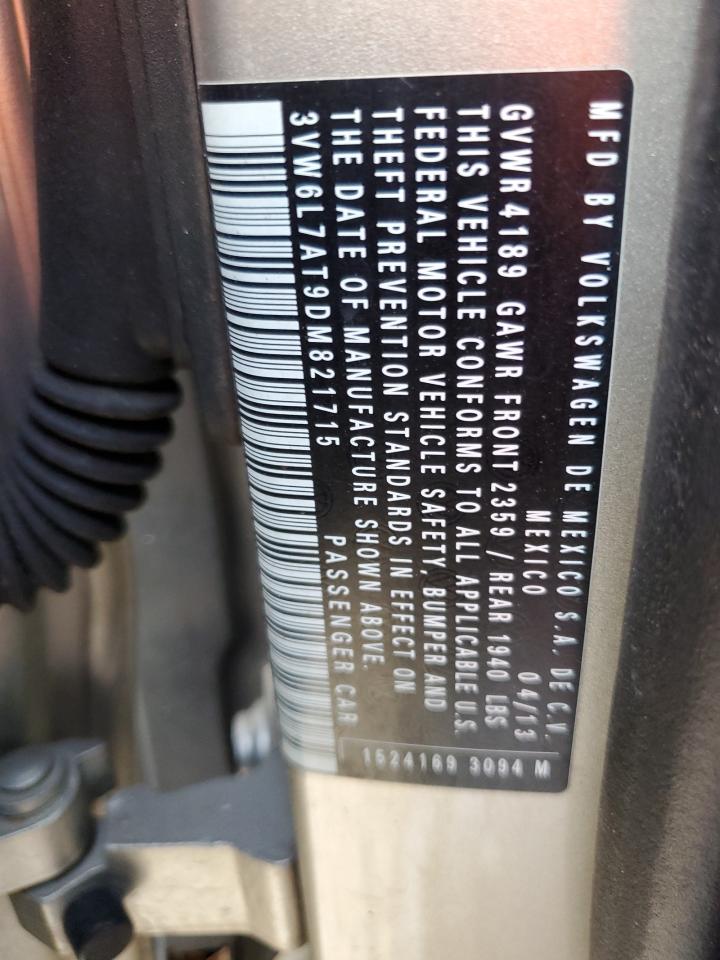 MFD BY VOLKSWAGEN DE MEXICO S.A. DE C.V.
MEXICO
MEXICO 04/13
GVWR 4189 GAWR FRONT 2359 / REAR 1940 LBS
THIS VEHICLE CONFORMS TO ALL APPLICABLE U.S.
FEDERAL MOTOR VEHICLE SAFETY, BUMPER AND
THEFT PREVENTION STANDARDS IN EFFECT ON
THE DATE OF MANUFACTURE SHOWN ABOVE.
3VW6L7AT9DM821715 PASSENGER CAR
1524169 3094 M